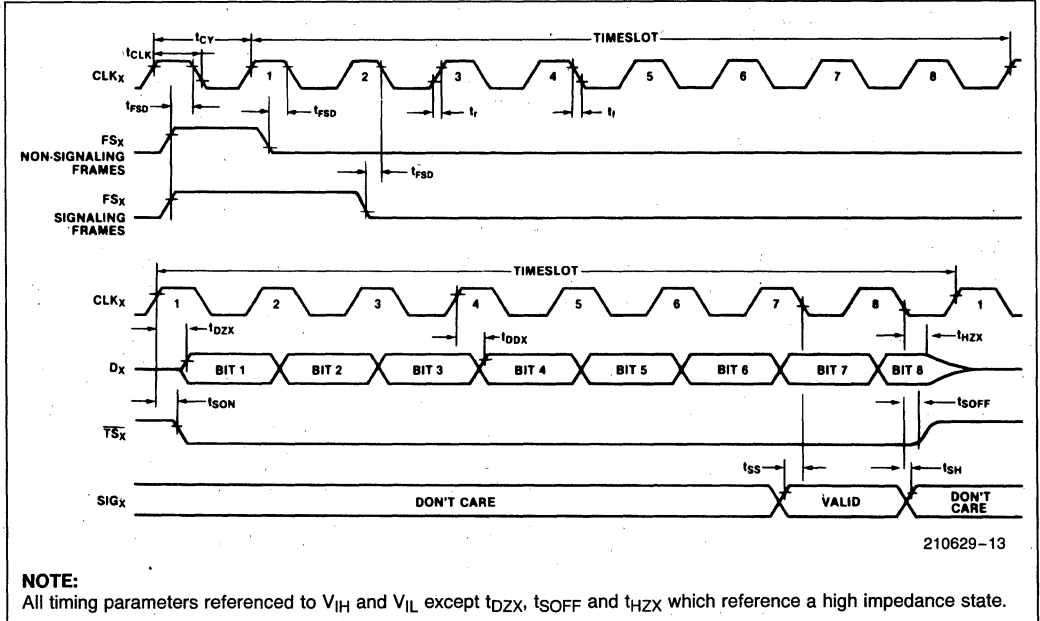 tCY
TIMESLOT
tCLK
CLKX
1 2 3 4 5 6 7 8
tFSD tFSD tr tf
FSX
NON-SIGNALING
FRAMES
tFSD
FSX
SIGNALING
FRAMES
TIMESLOT
CLKX
1 2 3 4 5 6 7 8 1
tDZX tDDX tHZX
DX
BIT 1 BIT 2 BIT 3 BIT 4 BIT 5 BIT 6 BIT 7 BIT 8
tSON tSOFF
TSX
tSS tSH
SIGX
DON'T CARE VALID DON'T
CARE
210629–13
NOTE:
All timing parameters referenced to VIH and VIL except tDZX, tSOFF and tHZX which reference a high impedance state.